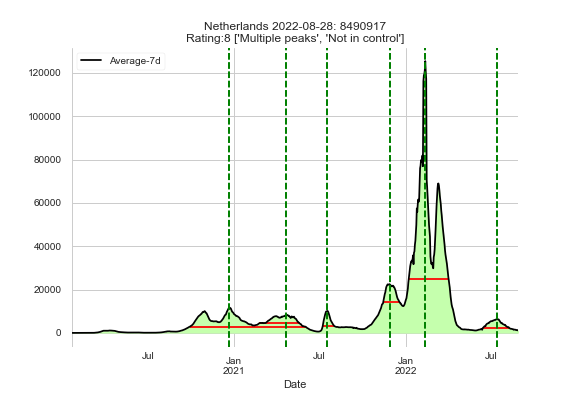 Netherlands 2022-08-28: 8490917
Rating:8 ['Multiple peaks', 'Not in control']
Average-7d
120000
100000
80000
60000
40000
20000
0
Jul
Jan
2021
Jul
Jan
2022
Jul
Date